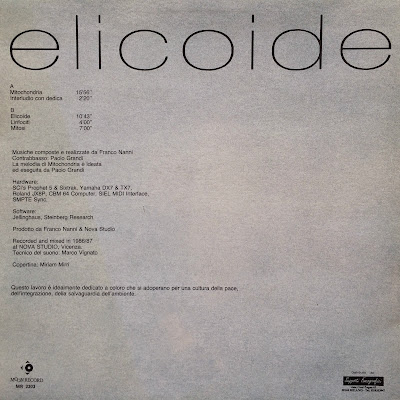 elicoide
A
Mitochondria 15'56"
Interludio con dedica 2'20"
B
Elicoide 10'43"
Linfociti 4'00"
Mitosi 7'00"
Musiche composte e realizzate da Franco Nanni
Contrabbasso: Paolo Grandi
La melodia di Mitochondria è ideata
ed eseguita da Paolo Grandi
Hardware:
SCI's Prophet 5 & Sixtrak, Yamaha DX7 & TX7,
Roland JX8P, CBM 64 Computer, SIEL MIDI Interface,
SMPTE Sync.
Software:
Jellinghaus, Steinberg Research.
Prodotto da Franco Nanni & Nova Studio
Recorded and mixed in 1986/87
at NOVA STUDIO, Vicenza.
Tecnico del suono: Marco Vignato
Copertina: Miriam Mirri
Questo lavoro è idealmente dedicato a coloro che si adoperano per una cultura della pace,
dell'integrazione, della salvaguardia dell'ambiente.